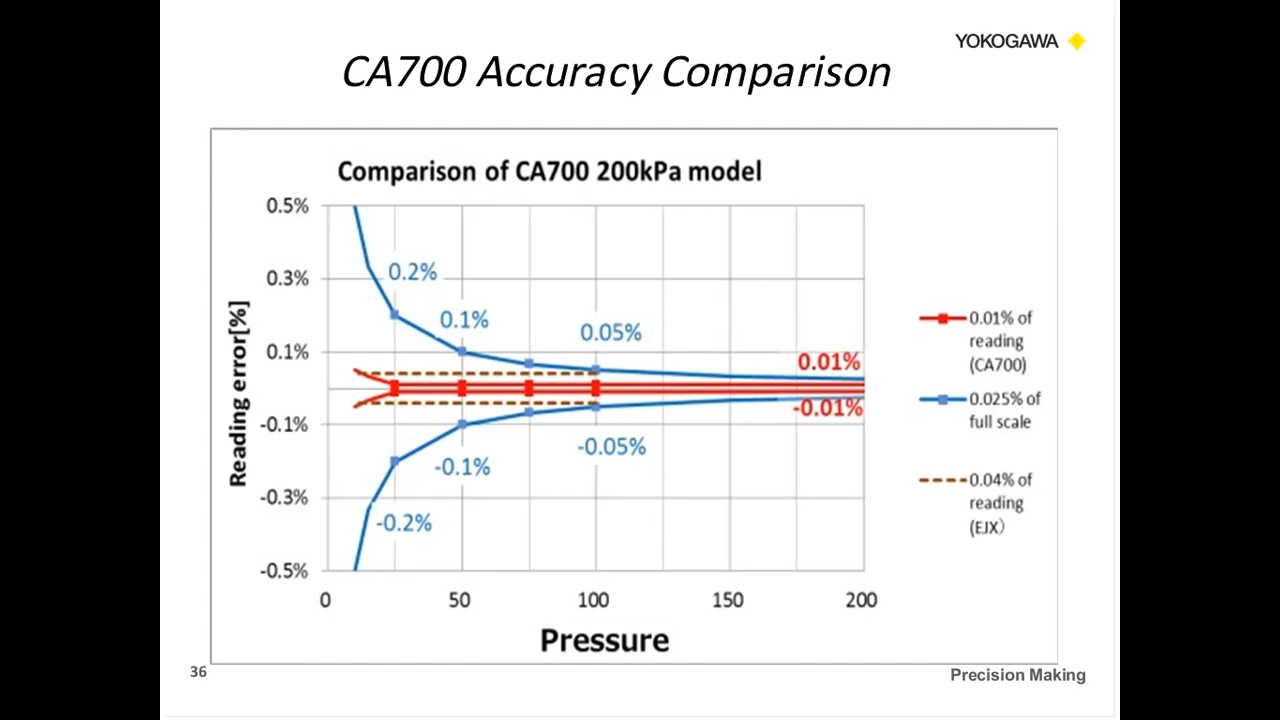 YOKOGAWA
CA700 Accuracy Comparison
Comparison of CA700 200kPa model
0.5%
0.3%
0.1%
-0.1%
-0.3%
-0.5%
Reading error[%]
0.2%
0.1%
0.05%
0.01%
-0.01%
-0.05%
-0.1%
-0.2%
0.01% of
reading
(CA700)
0.025% of
full scale
0.04% of
reading
(EJX）
0
50
100
150
200
Pressure
36
Precision Making